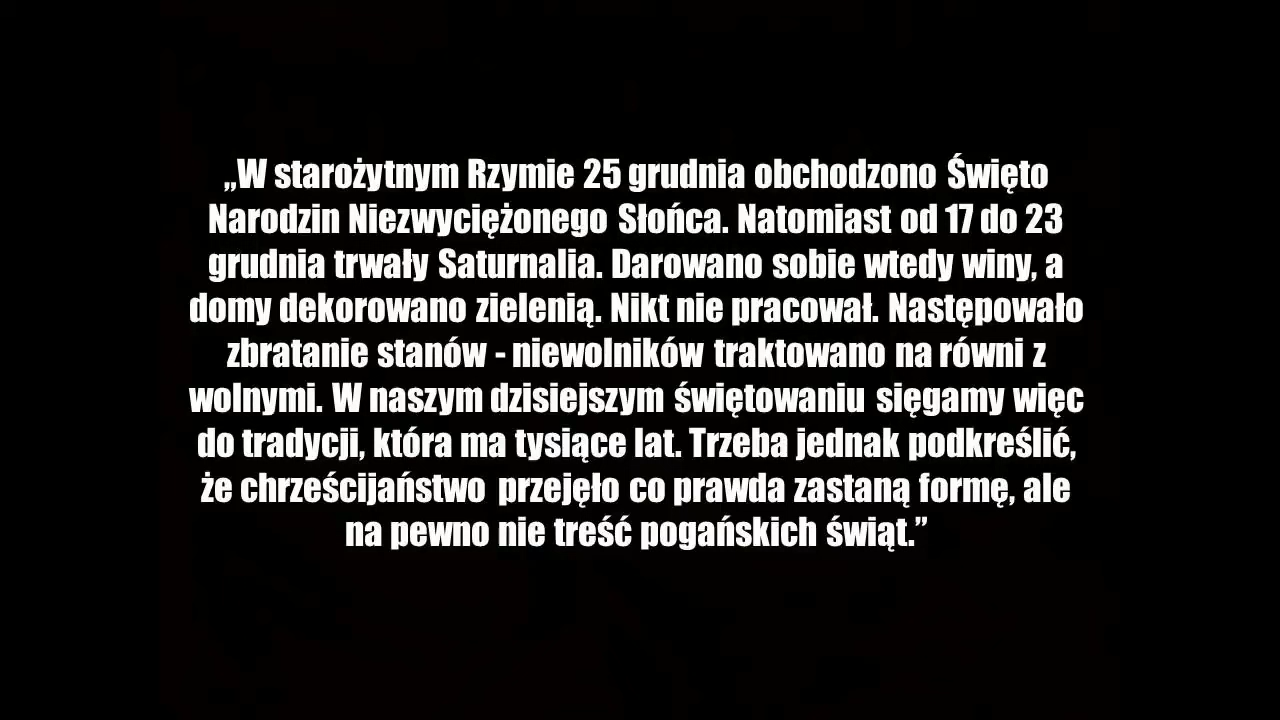 „W starożytnym Rzymie 25 grudnia obchodzono Święto
Narodzin Niezwyciężonego Słońca. Natomiast od 17 do 23
grudnia trwały Saturnalia. Darowano sobie wtedy winy, a
domy dekorowano zielenią. Nikt nie pracował. Następowało
zbratanie stanów - niewolników traktowano na równi z
wolnymi. W naszym dzisiejszym świętowaniu sięgamy więc
do tradycji, która ma tysiące lat. Trzeba jednak podkreślić,
że chrześcijaństwo przejęło co prawda zastaną formę, ale
na pewno nie treść pogańskich świąt.”